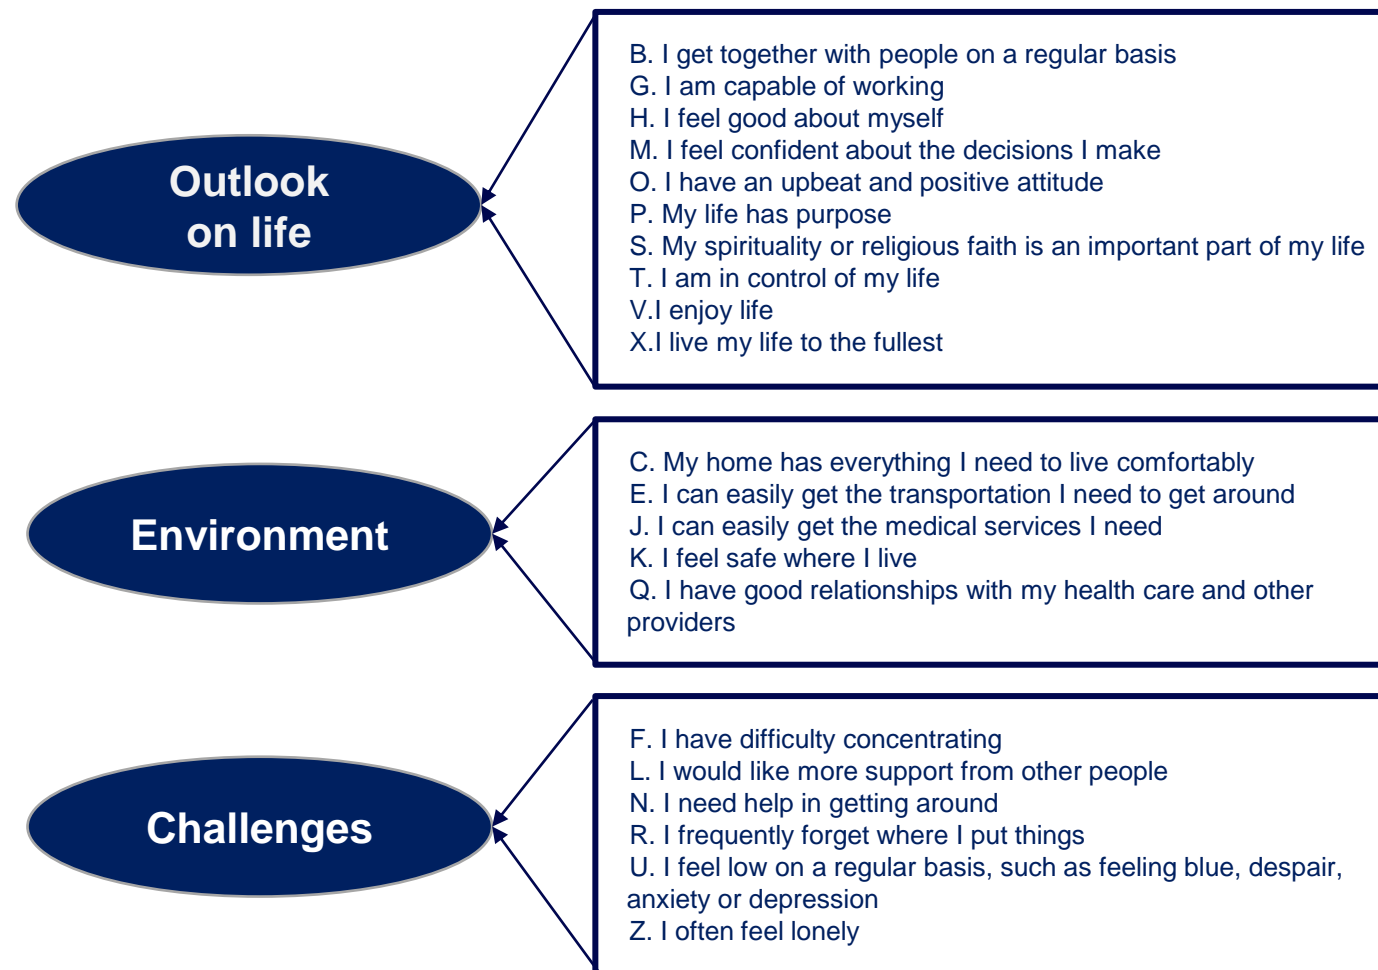 Outlook
on life
B. I get together with people on a regular basis
G. I am capable of working
H. I feel good about myself
M. I feel confident about the decisions I make
O. I have an upbeat and positive attitude
P. My life has purpose
S. My spirituality or religious faith is an important part of my life
T. I am in control of my life
V.I enjoy life
X.I live my life to the fullest
Environment
C. My home has everything I need to live comfortably
E. I can easily get the transportation I need to get around
J. I can easily get the medical services I need
K. I feel safe where I live
Q. I have good relationships with my health care and other
providers
Challenges
F. I have difficulty concentrating
L. I would like more support from other people
N. I need help in getting around
R. I frequently forget where I put things
U. I feel low on a regular basis, such as feeling blue, despair,
anxiety or depression
Z. I often feel lonely